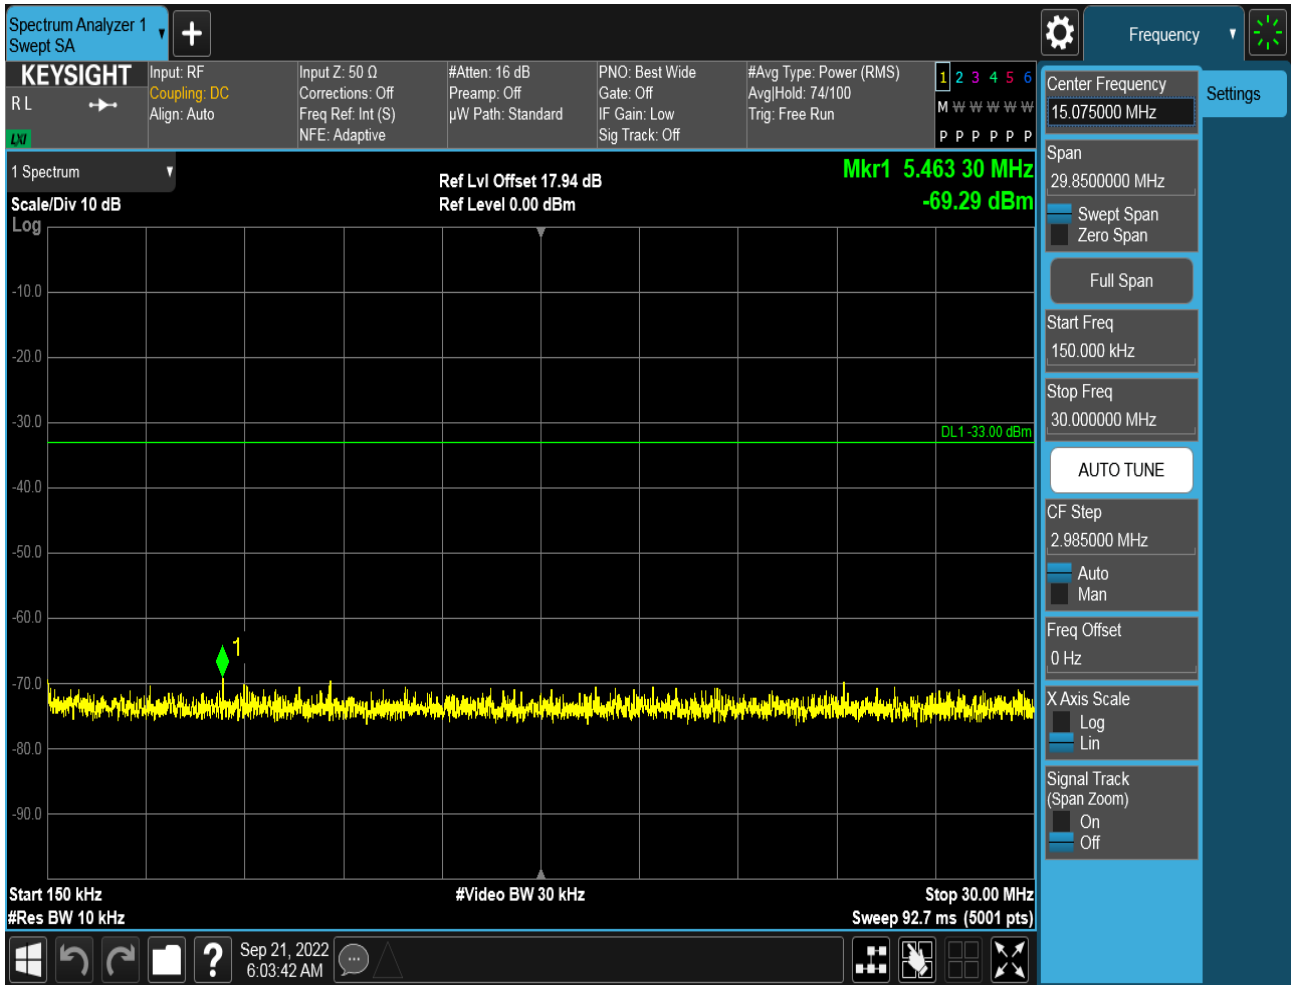 Spectrum Analyzer 1
Swept SA
Frequency
KEYSIGHT
R L
LXI
Input: RF
Coupling: DC
Align: Auto
Input Z: 50 Ω
Corrections: Off
Freq Ref: Int (S)
NFE: Adaptive
#Atten: 16 dB
Preamp: Off
µW Path: Standard
PNO: Best Wide
Gate: Off
IF Gain: Low
Sig Track: Off
#Avg Type: Power (RMS)
Avg|Hold: 74/100
Trig: Free Run
1 2 3 4 5 6
M W W W W W
P P P P P P
1 Spectrum
Scale/Div 10 dB
Log
Ref Lvl Offset 17.94 dB
Ref Level 0.00 dBm
Mkr1 5.463 30 MHz
-69.29 dBm
-10.0
-20.0
-30.0
DL1 -33.00 dBm
-40.0
-50.0
-60.0
1
-70.0
-80.0
-90.0
Start 150 kHz
#Res BW 10 kHz
#Video BW 30 kHz
Stop 30.00 MHz
Sweep 92.7 ms (5001 pts)
Center Frequency
15.075000 MHz
Settings
Span
29.8500000 MHz
Swept Span
Zero Span
Full Span
Start Freq
150.000 kHz
Stop Freq
30.000000 MHz
AUTO TUNE
CF Step
2.985000 MHz
Auto
Man
Freq Offset
0 Hz
X Axis Scale
Log
Lin
Signal Track
(Span Zoom)
On
Off
Sep 21, 2022
6:03:42 AM